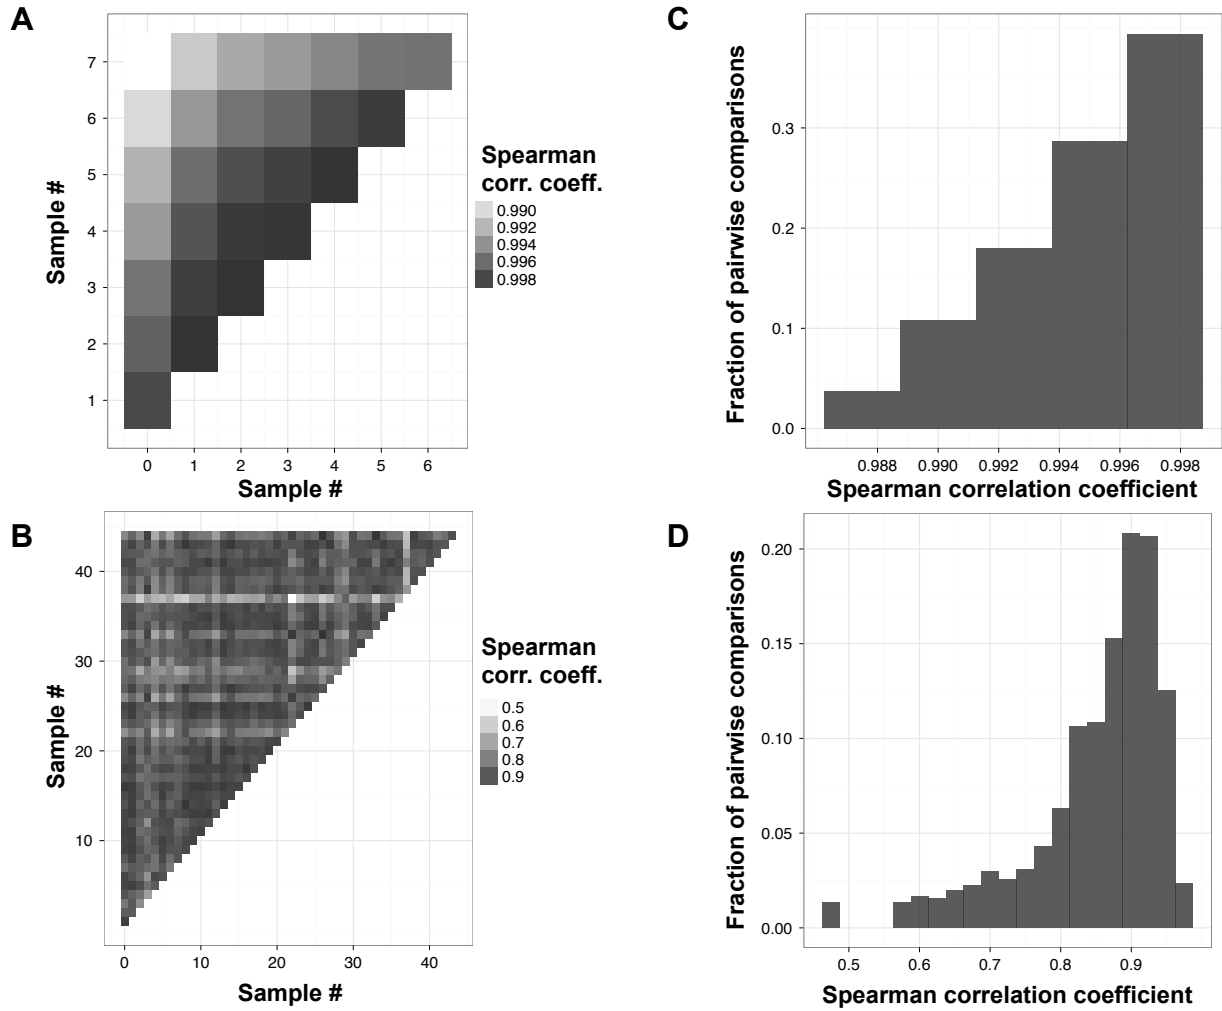 A
Sample #
7
6
5
4
3
2
1
0 1 2 3 4 5 6
Sample #
Spearman
corr. coeff.
0.990
0.992
0.994
0.996
0.998
C
Fraction of pairwise comparisons
0.3
0.2
0.1
0.0
0.988 0.990 0.992 0.994 0.996 0.998
Spearman correlation coefficient
B
Sample #
40
30
20
10
0 10 20 30 40
Sample #
Spearman
corr. coeff.
0.5
0.6
0.7
0.8
0.9
D
Fraction of pairwise comparisons
0.20
0.15
0.10
0.05
0.00
0.5 0.6 0.7 0.8 0.9
Spearman correlation coefficient